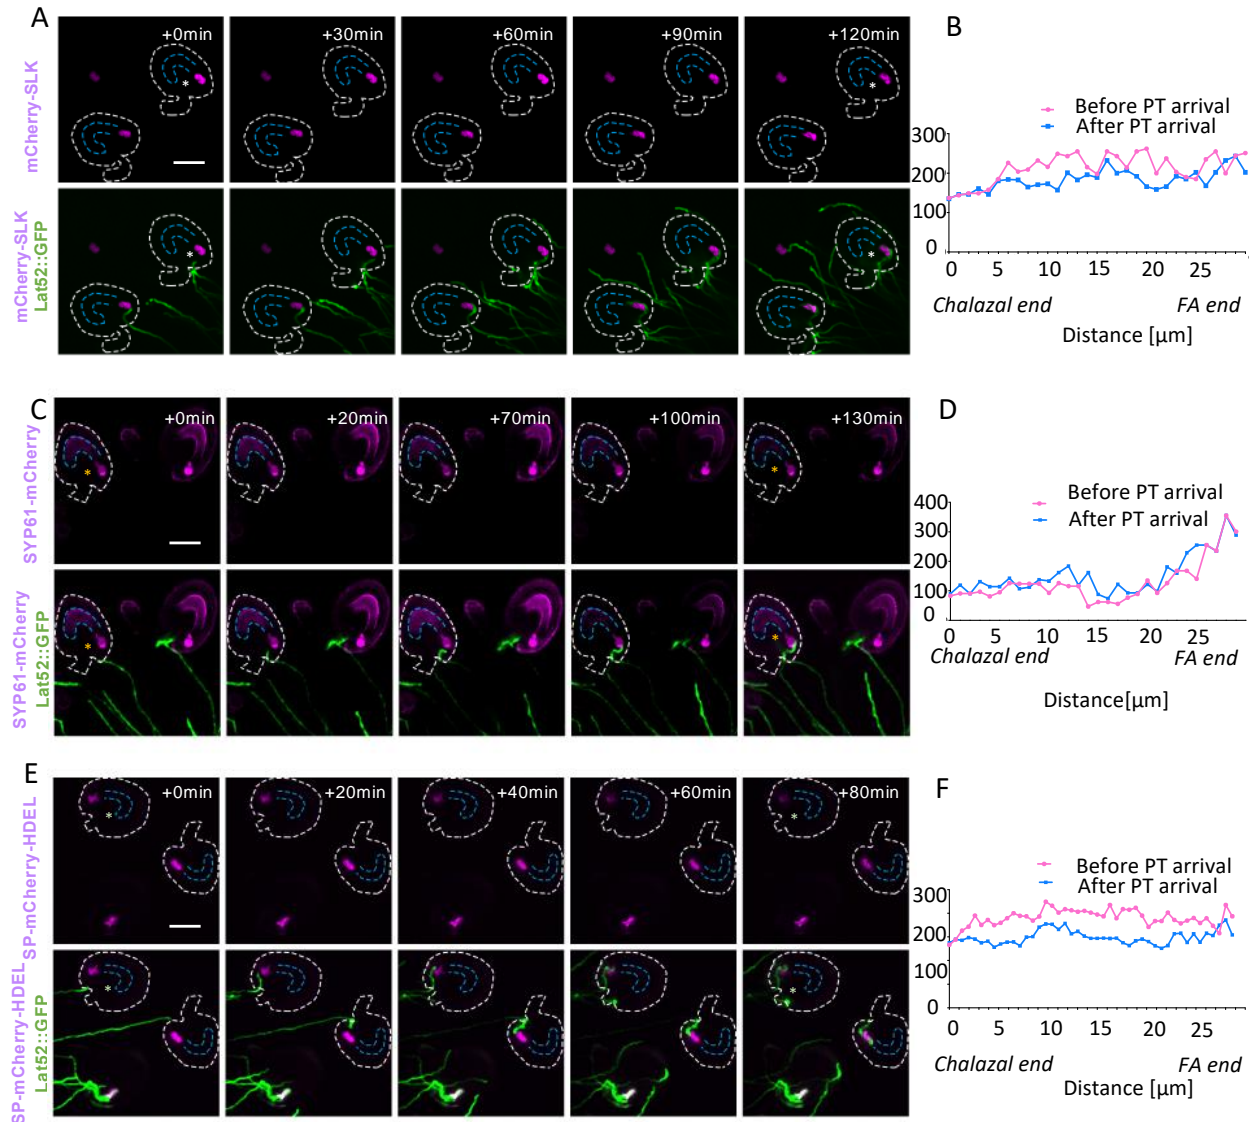 A
mCherry-SLK
+0min
+30min
+60min
+90min
+120min
*
*
mCherry-SLK
Lat52::GFP
*
*
B
Before PT arrival
After PT arrival
300
200
100
0
0
5
10
15
20
25
Chalazal end
FA end
Distance [µm]
C
SYP61-mCherry
+0min
+20min
+70min
+100min
+130min
*
*
SYP61-mCherry
Lat52::GFP
*
*
D
Before PT arrival
After PT arrival
400
300
200
100
0
0
5
10
15
20
25
Chalazal end
FA end
Distance[µm]
E
SP-mCherry-HDEL
+0min
+20min
+40min
+60min
+80min
*
*
SP-mCherry-HDEL
Lat52::GFP
*
*
F
Before PT arrival
After PT arrival
300
200
100
0
0
5
10
15
20
25
Chalazal end
FA end
Distance [µm]